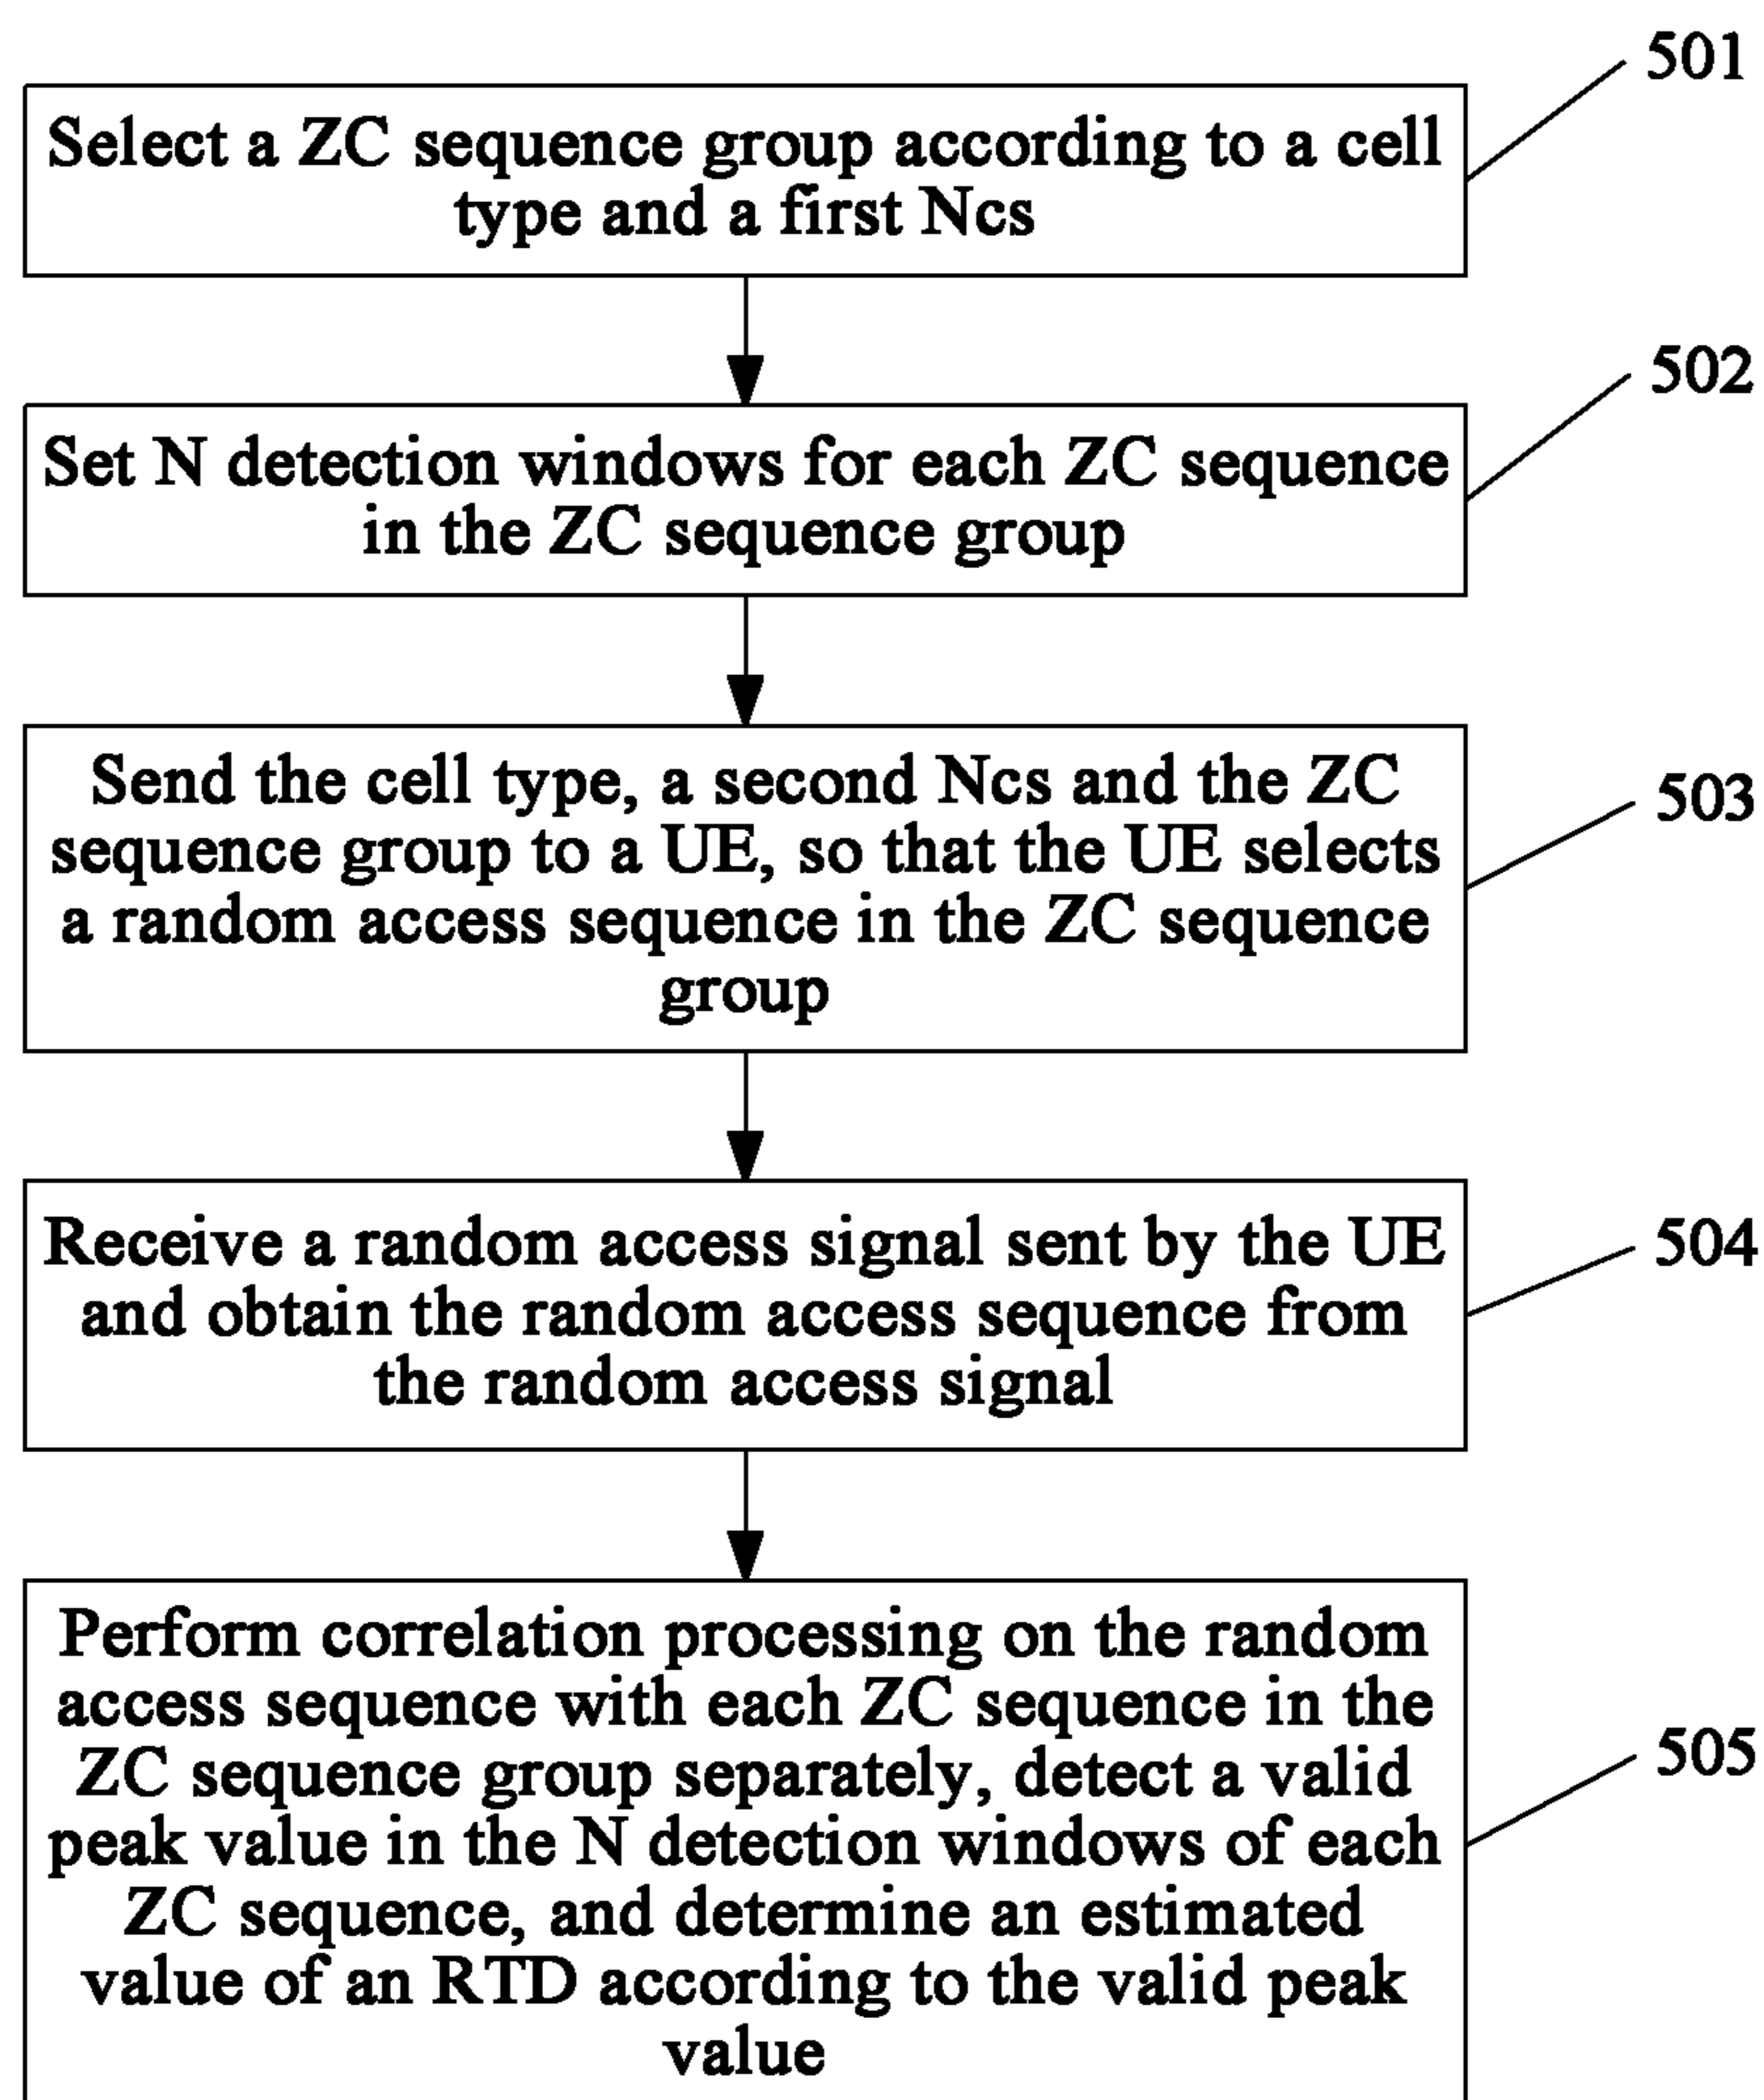 501
Select a ZC sequence group according to a cell
type and a first Ncs
502
Set N detection windows for each ZC sequence
in the ZC sequence group
Send the cell type, a second Ncs and the ZC
sequence group to a UE, so that the UE selects
a random access sequence in the ZC sequence
group
503
Receive a random access signal sent by the UE
and obtain the random access sequence from
the random access signal
504
Perform correlation processing on the random
access sequence with each ZC sequence in the
ZC sequence group separately, detect a valid
peak value in the N detection windows of each
ZC sequence, and determine an estimated
value of an RTD according to the valid peak
value
505